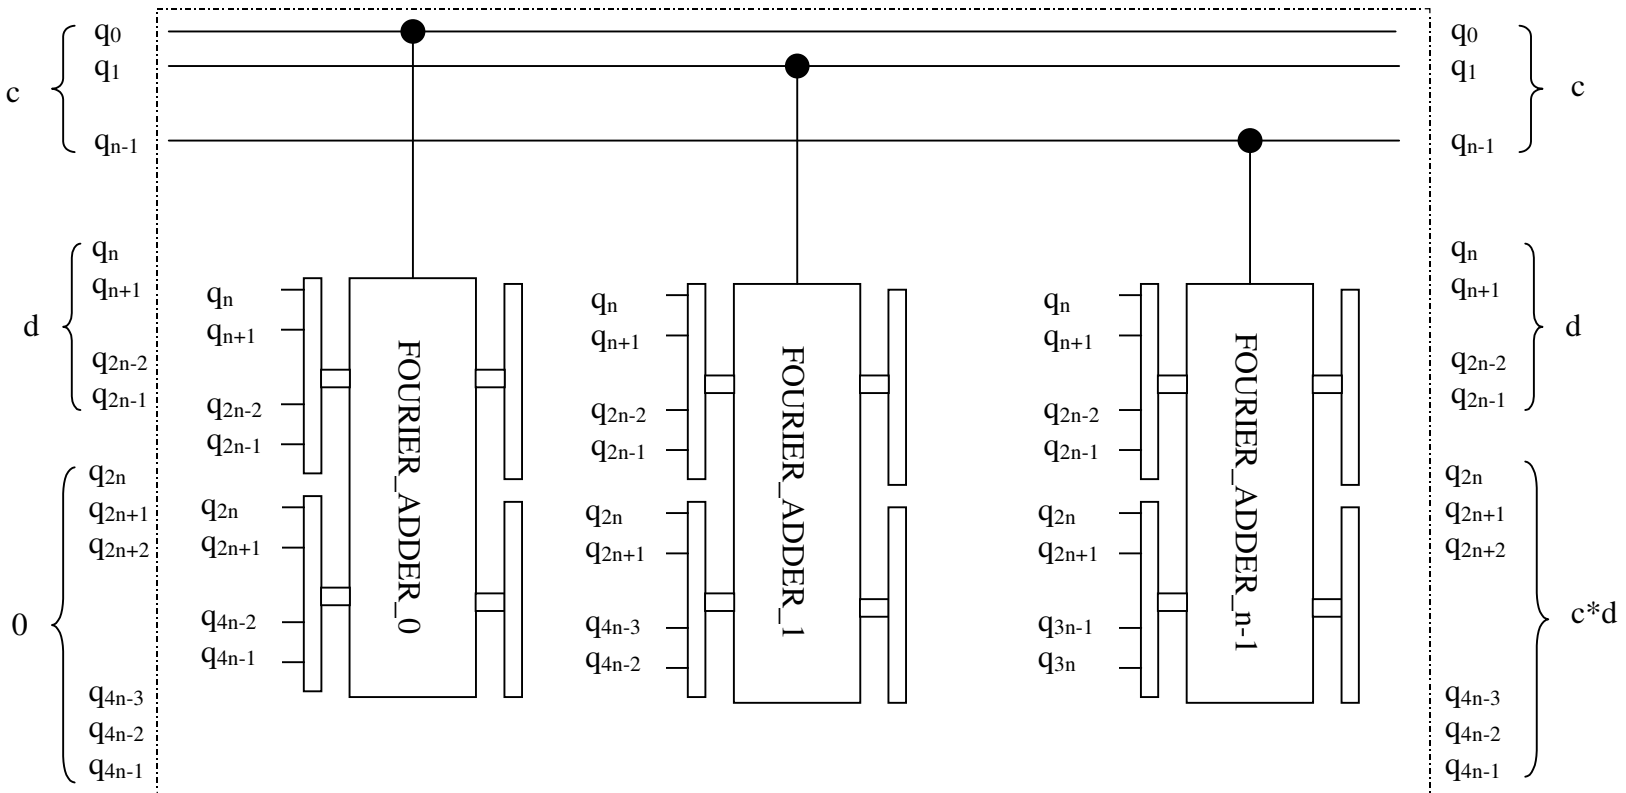 q0
q1
c
qn-1
qn
qn+1
d
q2n-2
q2n-1
q2n
q2n+1
q2n+2
0
q4n-3
q4n-2
q4n-1
qn
qn+1
q2n-2
q2n-1
q2n
q2n+1
q4n-2
q4n-1
FOURIER_ADDER_0
qn
qn+1
q2n-2
q2n-1
q2n
q2n+1
q4n-3
q4n-2
FOURIER_ADDER_1
qn
qn+1
q2n-2
q2n-1
q2n
q2n+1
q3n-1
q3n
FOURIER_ADDER_n-1
q0
q1
c
qn-1
qn
qn+1
d
q2n-2
q2n-1
q2n
q2n+1
q2n+2
c*d
q4n-3
q4n-2
q4n-1